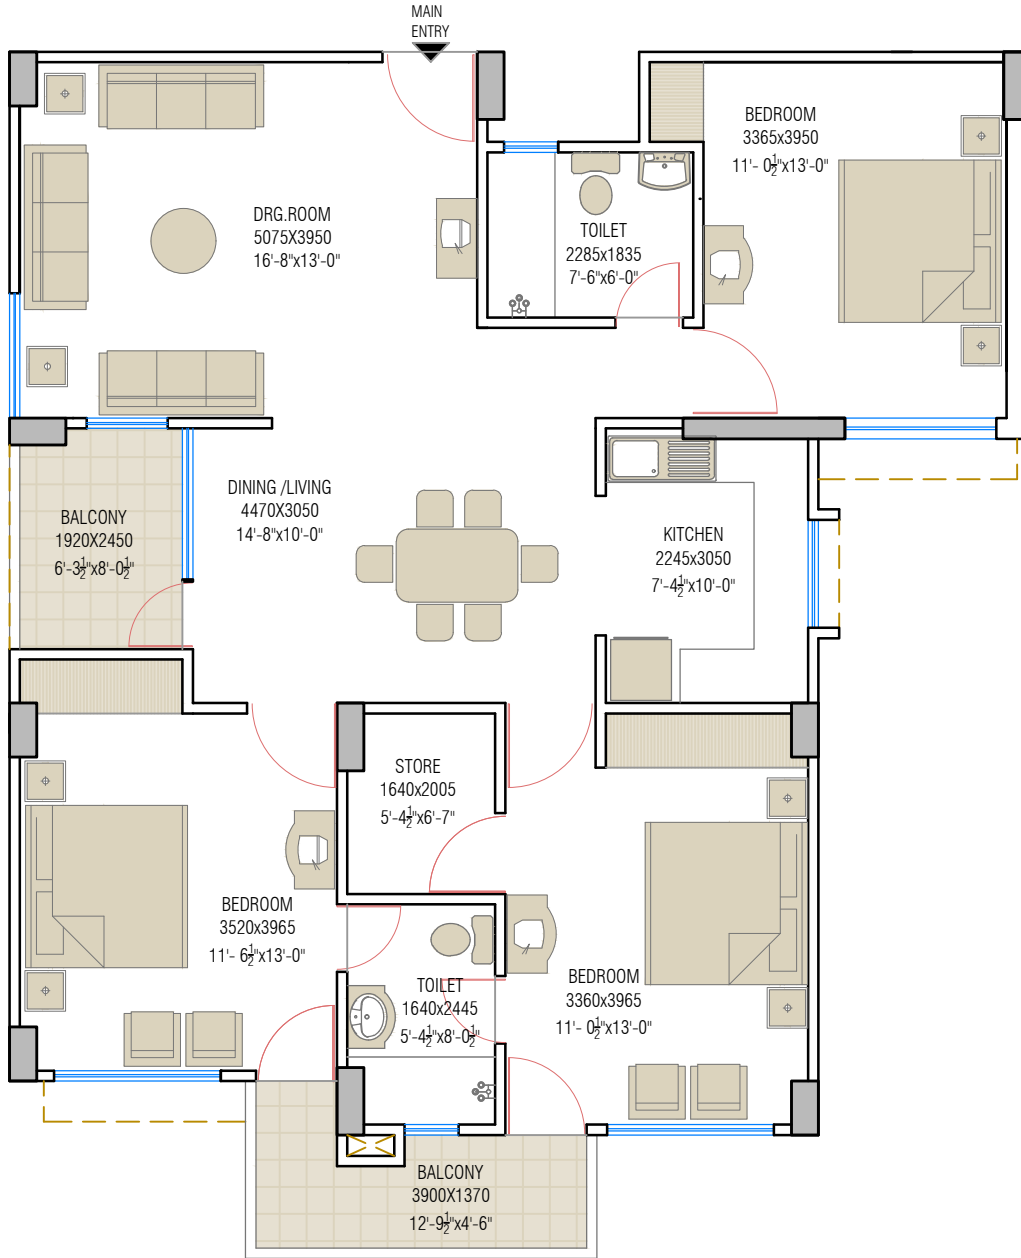 MAIN
ENTRY
BEDROOM
3365x3950
11'- 0½"x13'-0"
DRG.ROOM
5075X3950
16'-8"x13'-0"
TOILET
2285x1835
7'-6"x6'-0"
DINING /LIVING
4470X3050
14'-8"x10'-0"
BALCONY
1920X2450
6'-3½"x8'-0½"
KITCHEN
2245x3050
7'-4½"x10'-0"
STORE
1640x2005
5'-4½"x6'-7"
BEDROOM
3520x3965
11'- 6½"x13'-0"
TOILET
1640x2445
5'-4½"x8'-0½"
BEDROOM
3360x3965
11'- 0½"x13'-0"
BALCONY
3900X1370
12'-9½"x4'-6"